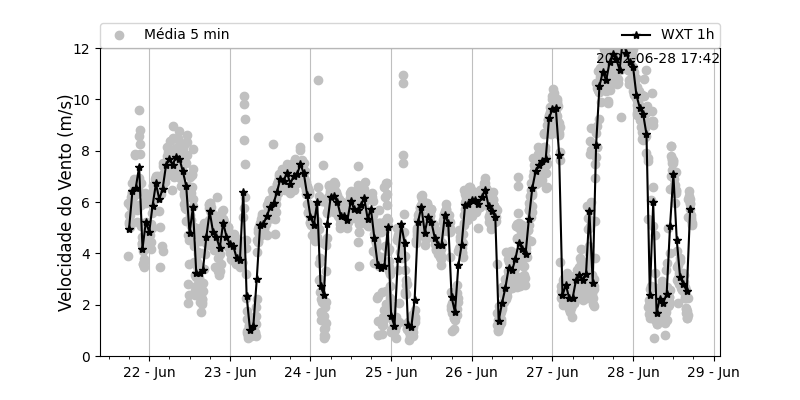 Média 5 min
WXT 1h
2022-06-28 17:42
Velocidade do Vento (m/s)
12
10
8
6
4
2
0
22 - Jun
23 - Jun
24 - Jun
25 - Jun
26 - Jun
27 - Jun
28 - Jun
29 - Jun